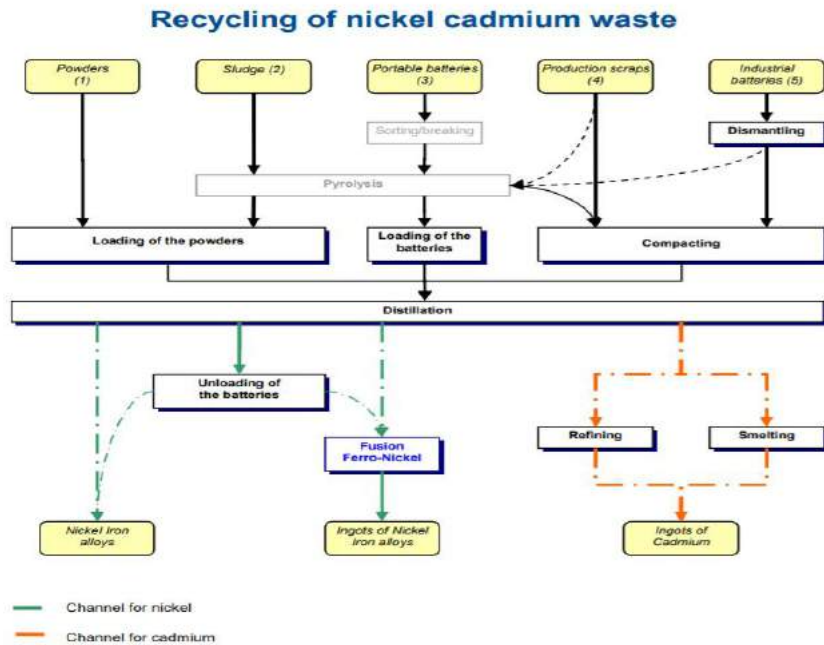 Recycling of nickel cadmium waste
Powders
(1)
Sludge (2)
Portable batteries
(3)
Production scraps
(4)
Industrial
batteries (5)
Sorting/breaking
Dismantling
Pyrolysis
Loading of the powders
Loading of the
batteries
Compacting
Distillation
Unloading of
the batteries
Refining
Smelting
Fusion
Ferro-Nickel
Nickel Iron
alloys
Ingots of Nickel
Iron alloys
Ingots of
Cadmium
Channel for nickel
Channel for cadmium